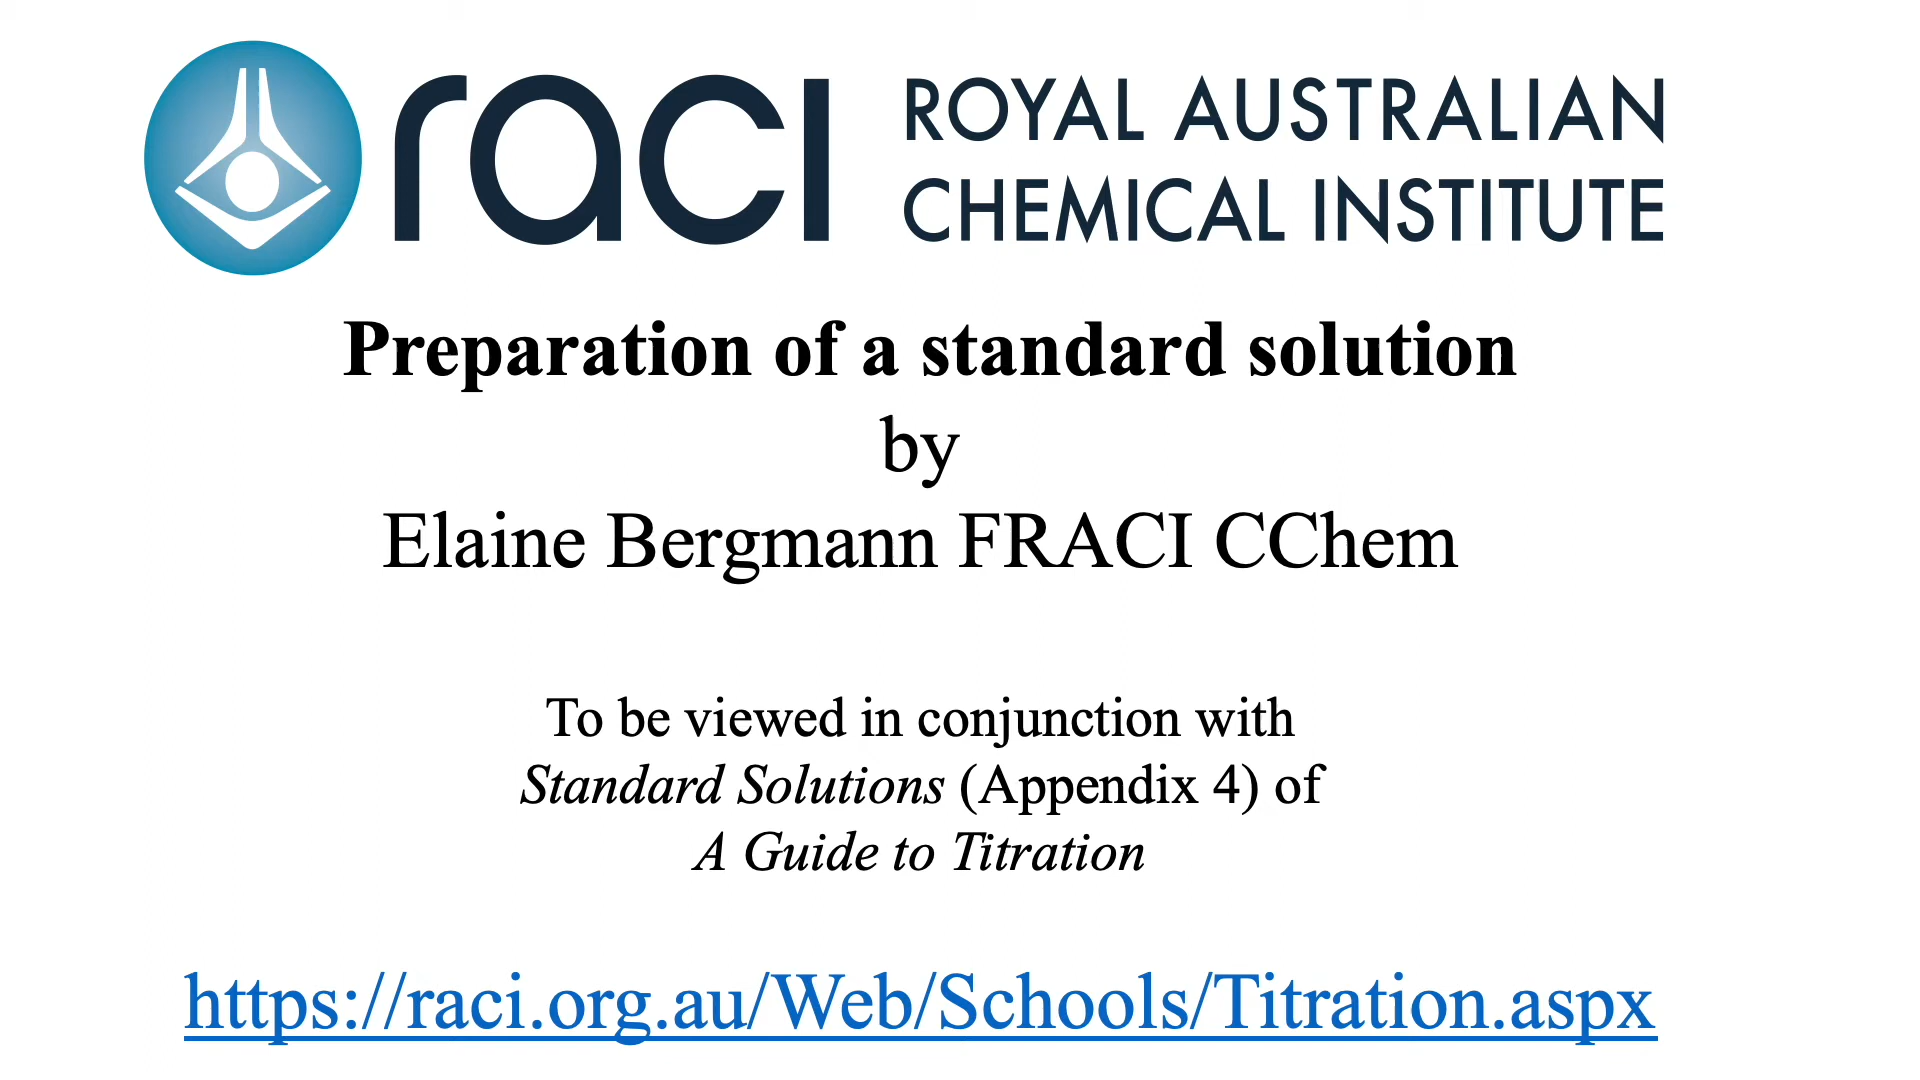 raci ROYAL AUSTRALIAN
CHEMICAL INSTITUTE
Preparation of a standard solution
by
Elaine Bergmann FRACI CChem
To be viewed in conjunction with
Standard Solutions (Appendix 4) of
A Guide to Titration
https://raci.org.au/Web/Schools/Titration.aspx